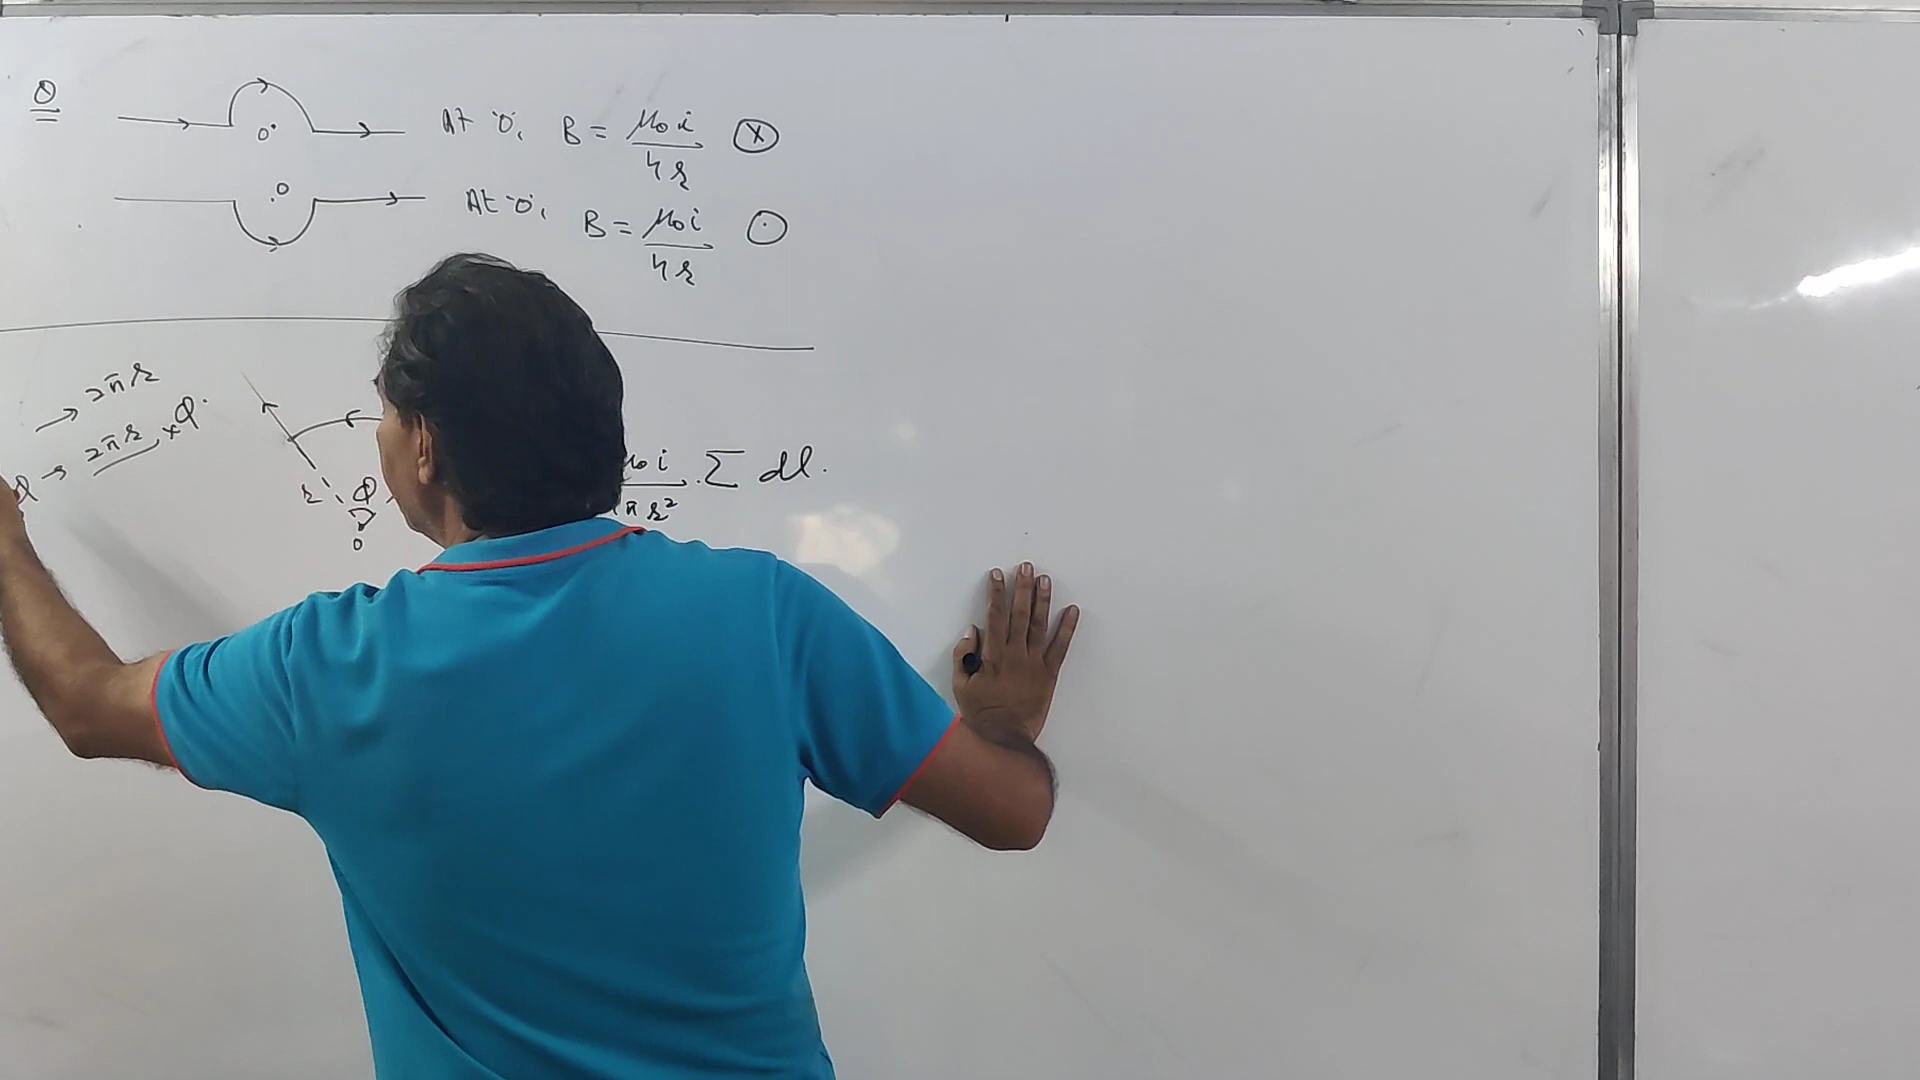 Q
O
At 'O', B = μ₀i / 4r ⊗
O
At 'O', B = μ₀i / 4r ⊙
→ 2πr
→ 2πr × φ
r φ
O
μ₀i / πr² . Σ dl.